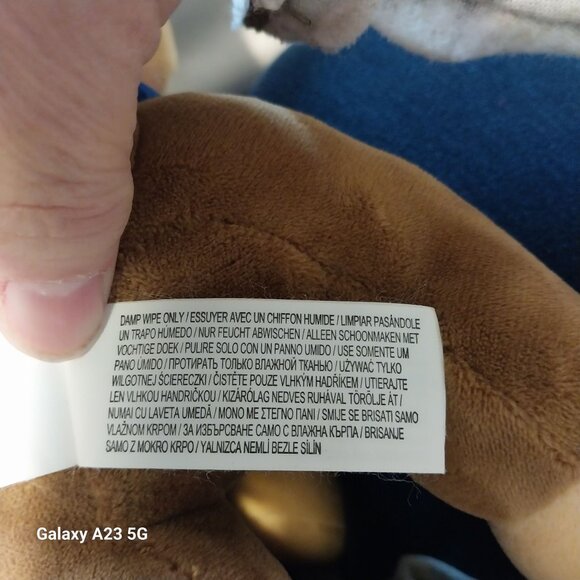 DAMP WIPE ONLY / ESSUYER AVEC UN CHIFFON HUMIDE / LIMPIAR PASÀNDOLE
UN TRAPO HÚMEDO / NUR FEUCHT ABWISCHEN / ALLEEN SCHOONMAKEN MET
VOCHTIGE DOEK / PULIRE SOLO CON UN PANNO UMIDO / USE SOMENTE UM
PANO ÚMIDO / ПРОТИРАТЬ ТОЛЬКО ВЛАЖНОЙ ТКАНЬЮ / UŻYWAĆ TYLKO
WILGOTNEJ ŚCIERECZKI / ČISTĚTE POUZE VLHKÝM HADŘÍKEM / UTIERAJTE
LEN VLHKOU HANDRIČKOU / KIZÁRÓLAG NEDVES RUHÁVAL TÖRÖLJE ÁT /
NUMAI CU LAVETA UMEDĂ / ΜΟΝΟ ΜΕ ΣΤΕΓΝΟ ΠΑΝΙ / SMIJE SE BRISATI SAMO
VLAŽNOM KRPOM / ЗА ИЗБЪРСВАНЕ САМО С ВЛАЖНА КЪРПА / BRISANJE
SAMO Z MOKRO KRPO / YALNIZCA NEMLİ BEZLE SİLİN
Galaxy A23 5G